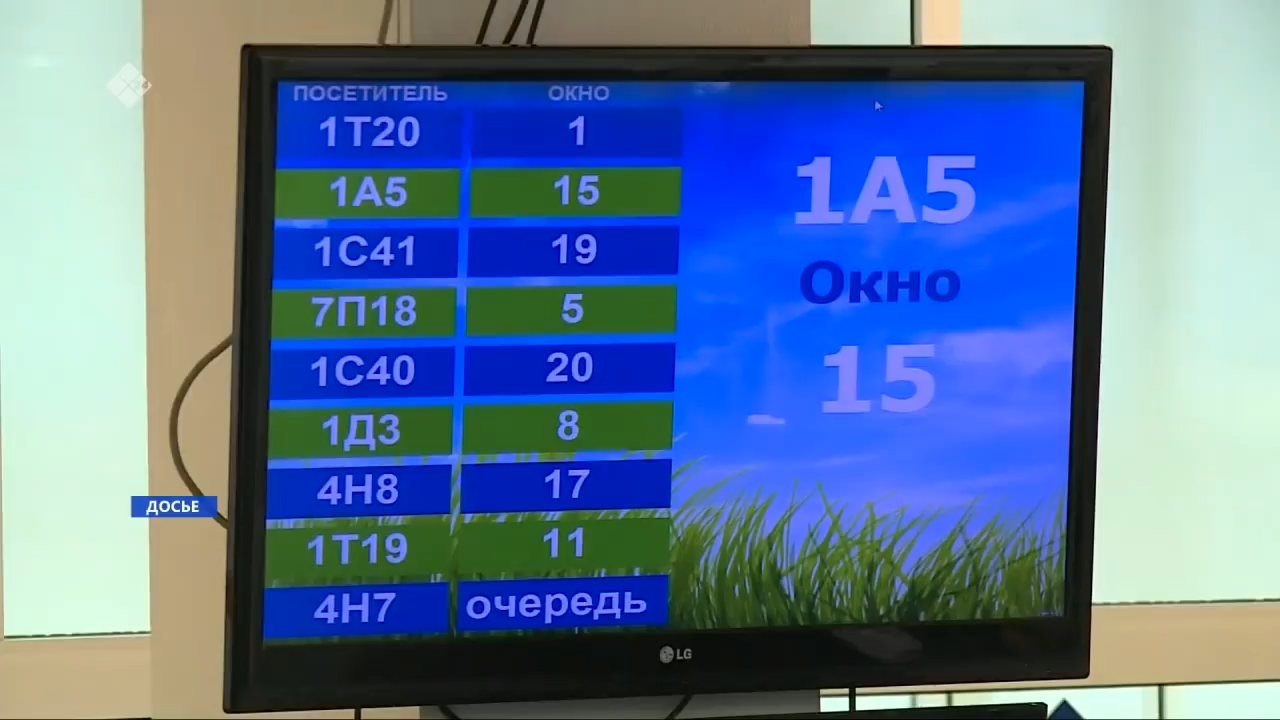 ПОСЕТИТЕЛЬ ОКНО
1Т20 1
1А5 15
1С41 19
7П18 5
1С40 20
1Д3 8
4Н8 17
1Т19 11
4Н7 очередь
1А5
Окно
15
ДОСЬЕ
LG